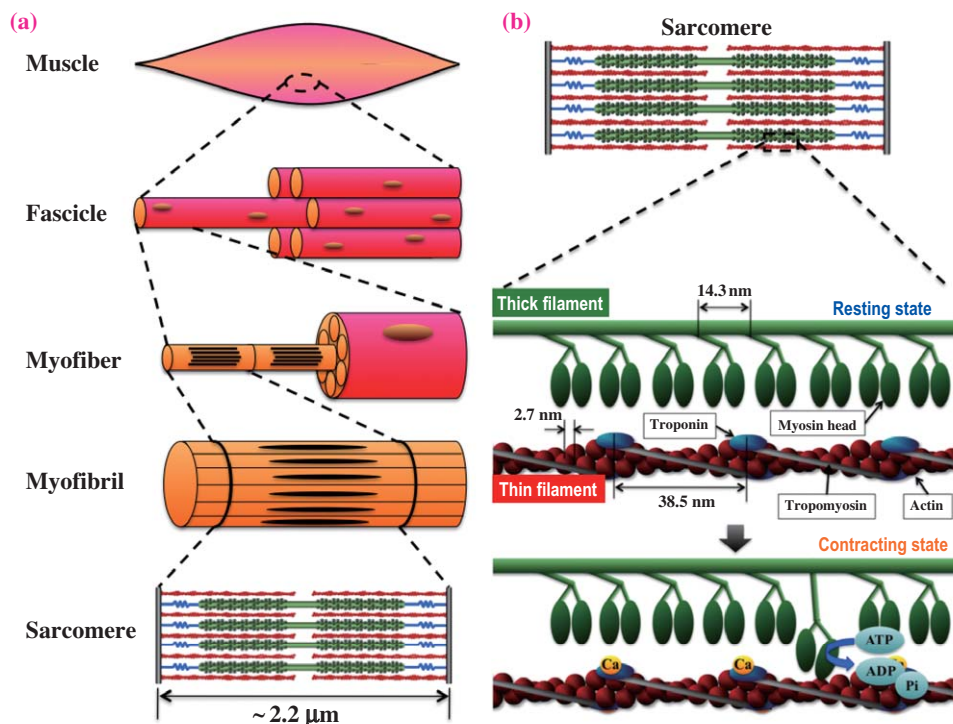 (a)
Muscle
Fascicle
Myofiber
Myofibril
Sarcomere
~ 2.2 μm
(b)
Sarcomere
14.3 nm
Thick filament
Resting state
2.7 nm
Troponin
Myosin head
Thin filament
38.5 nm
Tropomyosin
Actin
Contracting state
ATP
Ca
Ca
ADP
Pi